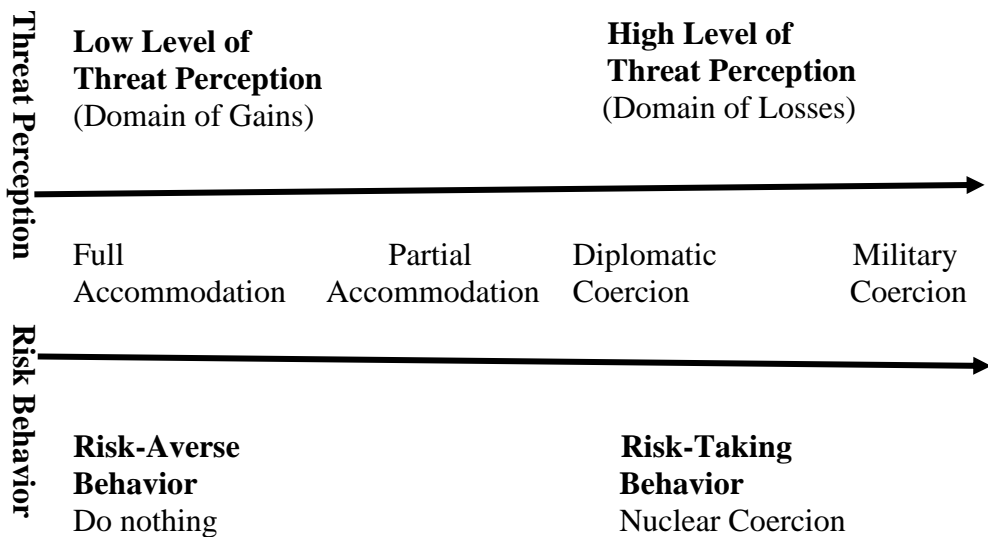 Threat Perception
Low Level of
Threat Perception
(Domain of Gains)
High Level of
Threat Perception
(Domain of Losses)
Full
Accommodation
Partial
Accommodation
Diplomatic
Coercion
Military
Coercion
Risk Behavior
Risk-Averse
Behavior
Do nothing
Risk-Taking
Behavior
Nuclear Coercion